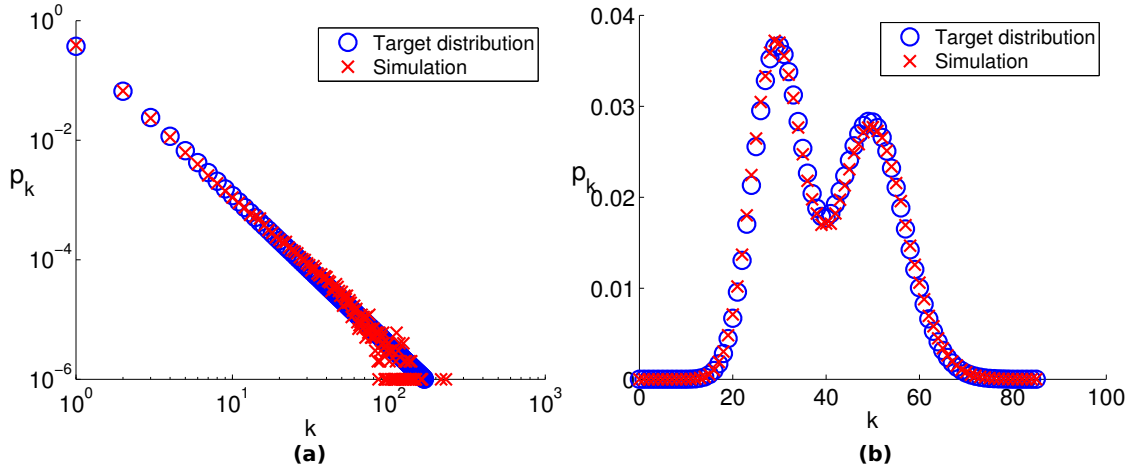 10^0
10^-2
10^-4
10^-6
p_k
10^0
10^1
10^2
10^3
k
Target distribution
Simulation
(a)
0.04
0.03
0.02
0.01
0
p_k
0
20
40
60
80
100
k
Target distribution
Simulation
(b)